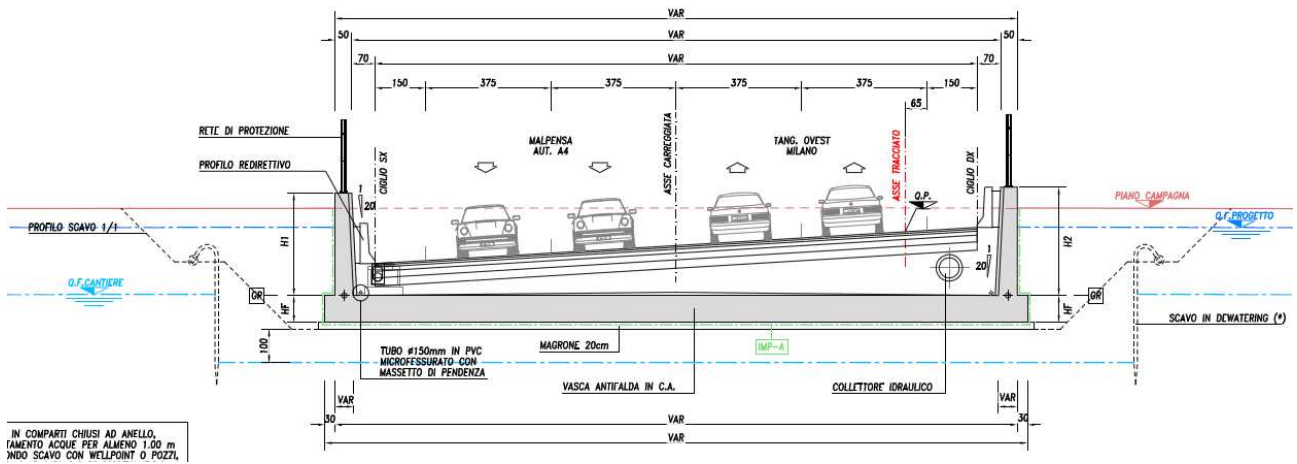 VAR
50
VAR
50
70
VAR
70
150
375
375
375
375
150
65
RETE DI PROTEZIONE
PROFILO REDIRETTIVO
MALPENSA
AUT. A4
TANG. OVEST
MILANO
CIGLIO SX
ASSE CARREGGIATA
ASSE TRACCIATO
CIGLIO DX
Q.P.
1
20
PIANO CAMPAGNA
Q.F.PROGETTO
PROFILO SCAVO 1/1
H1
H2
1
20
Q.F.CANTIERE
GR
GR
HF
HF
SCAVO IN DEWATERING (*)
100
MAGRONE 20cm
IMP-A
TUBO ø150mm IN PVC
MICROFESSURATO CON
MASSETTO DI PENDENZA
VASCA ANTIFALDA IN C.A.
COLLETTORE IDRAULICO
VAR
VAR
30
VAR
30
VAR
IN COMPARTI CHIUSI AD ANELLO,
TAMENTO ACQUE PER ALMENO 1.00 m
ONDO SCAVO CON WELLPOINT O POZZI,